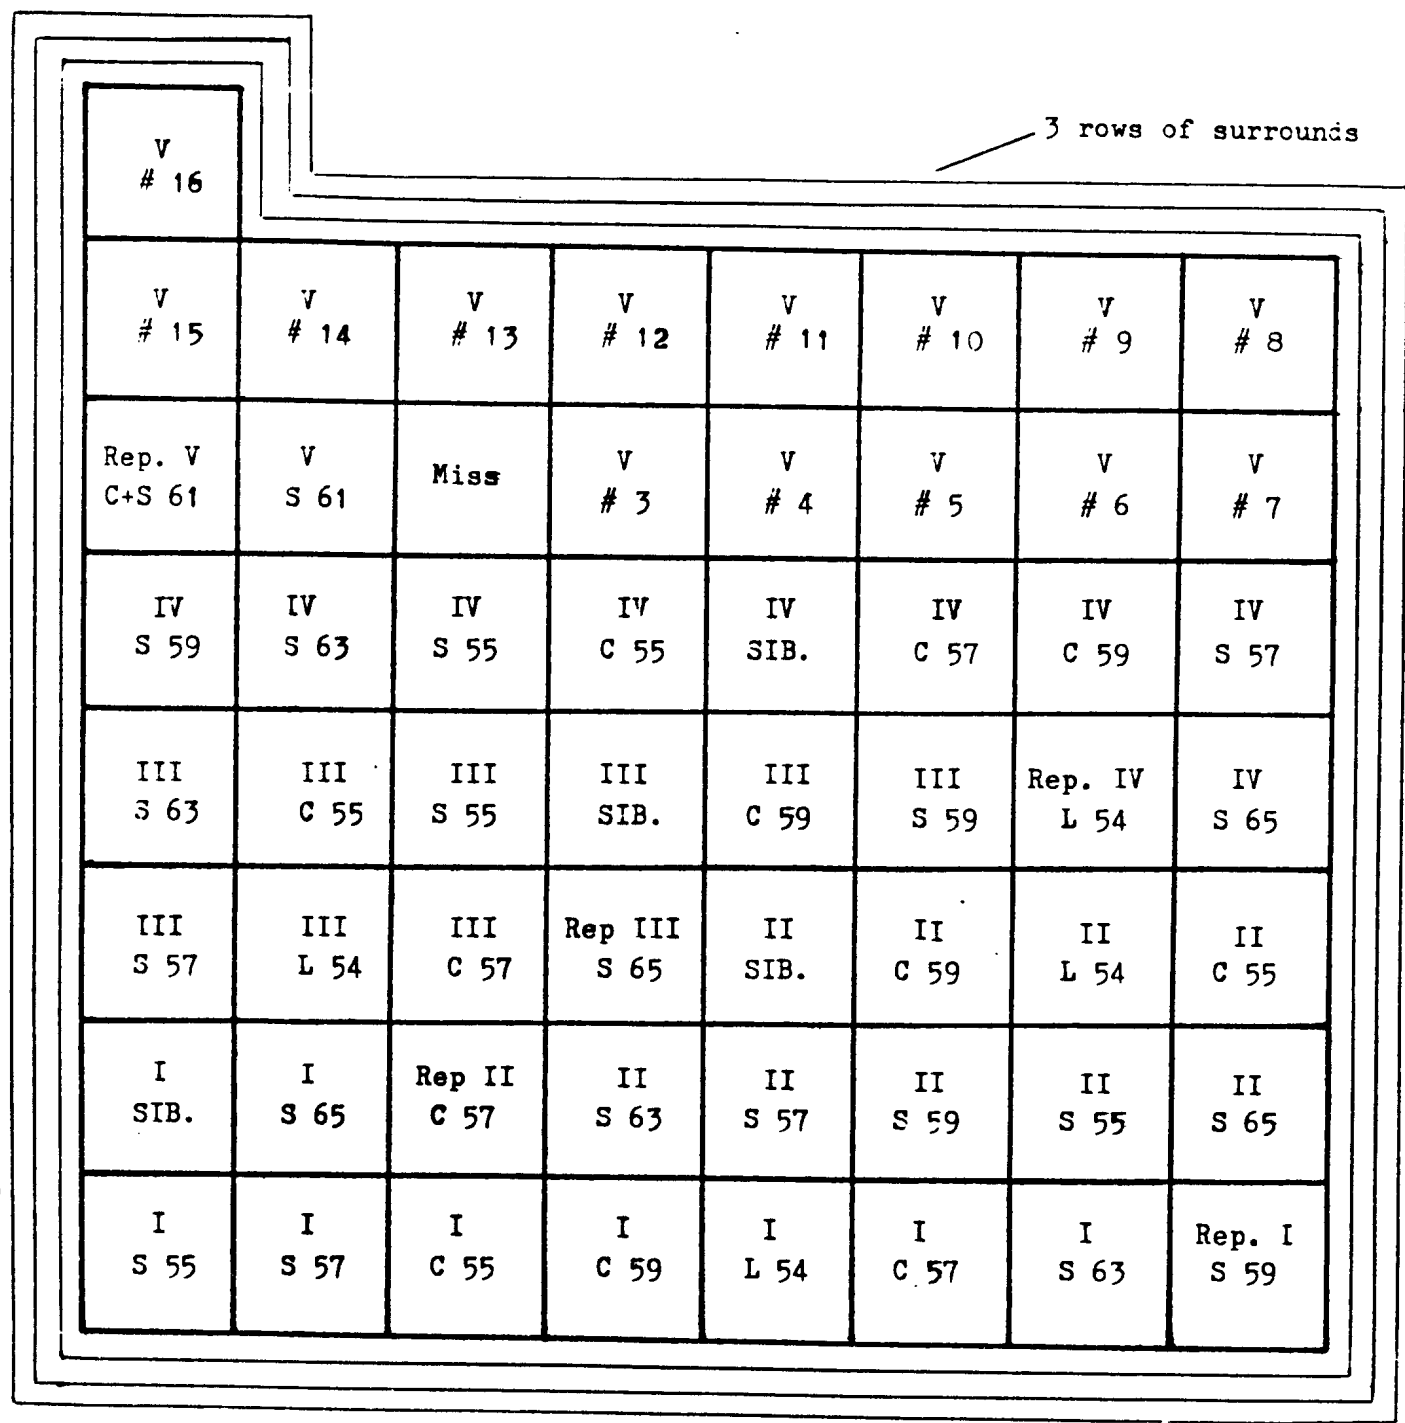 3 rows of surrounds
V
# 16
V
# 15
V
# 14
V
# 13
V
# 12
V
# 11
V
# 10
V
# 9
V
# 8
Rep. V
C+S 61
V
S 61
Miss
V
# 3
V
# 4
V
# 5
V
# 6
V
# 7
IV
S 59
IV
S 63
IV
S 55
IV
C 55
IV
SIB.
IV
C 57
IV
C 59
IV
S 57
III
S 63
III
C 55
III
S 55
III
SIB.
III
C 59
III
S 59
Rep. IV
L 54
IV
S 65
III
S 57
III
L 54
III
C 57
Rep III
S 65
II
SIB.
II
C 59
II
L 54
II
C 55
I
SIB.
I
S 65
Rep II
C 57
II
S 63
II
S 57
II
S 59
II
S 55
II
S 65
I
S 55
I
S 57
I
C 55
I
C 59
I
L 54
I
C 57
I
S 63
Rep. I
S 59